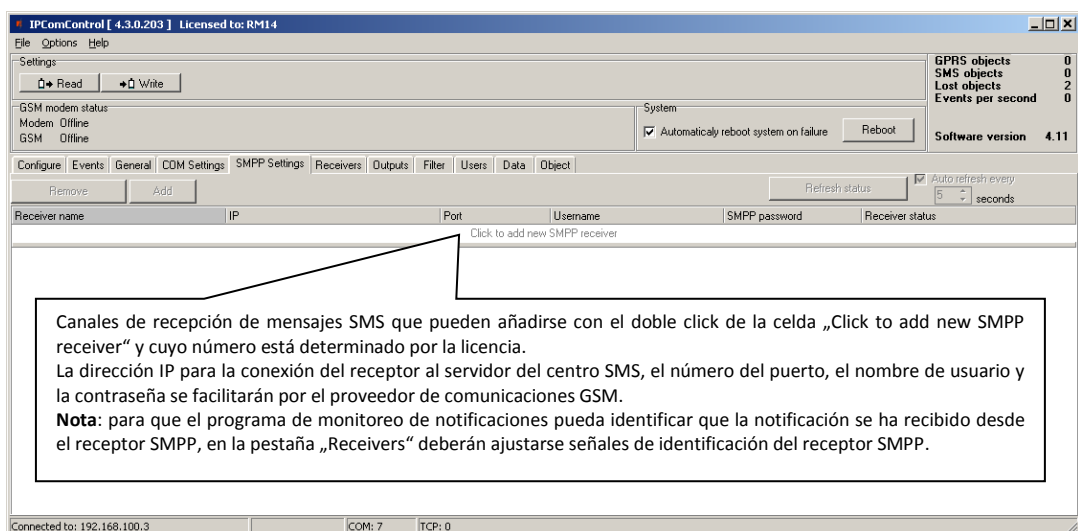 IPComControl [ 4.3.0.203 ] Licensed to: RM14
File Options Help
Settings
Read Write
GPRS objects 0
SMS objects 0
Lost objects 2
Events per second 0
GSM modem status
Modem Offline
GSM Offline
System
Automaticaly reboot system on failure Reboot
Software version 4.11
Configure Events General COM Settings SMPP Settings Receivers Outputs Filter Users Data Object
Remove Add Refresh status
Auto refresh every
5 seconds
Receiver name IP Port Username SMPP password Receiver status
Click to add new SMPP receiver
Canales de recepción de mensajes SMS que pueden añadirse con el doble click de la celda „Click to add new SMPP
receiver“ y cuyo número está determinado por la licencia.
La dirección IP para la conexión del receptor al servidor del centro SMS, el número del puerto, el nombre de usuario y
la contraseña se facilitarán por el proveedor de comunicaciones GSM.
Nota: para que el programa de monitoreo de notificaciones pueda identificar que la notificación se ha recibido desde
el receptor SMPP, en la pestaña „Receivers“ deberán ajustarse señales de identificación del receptor SMPP.
Connected to: 192.168.100.3 COM: 7 TCP: 0